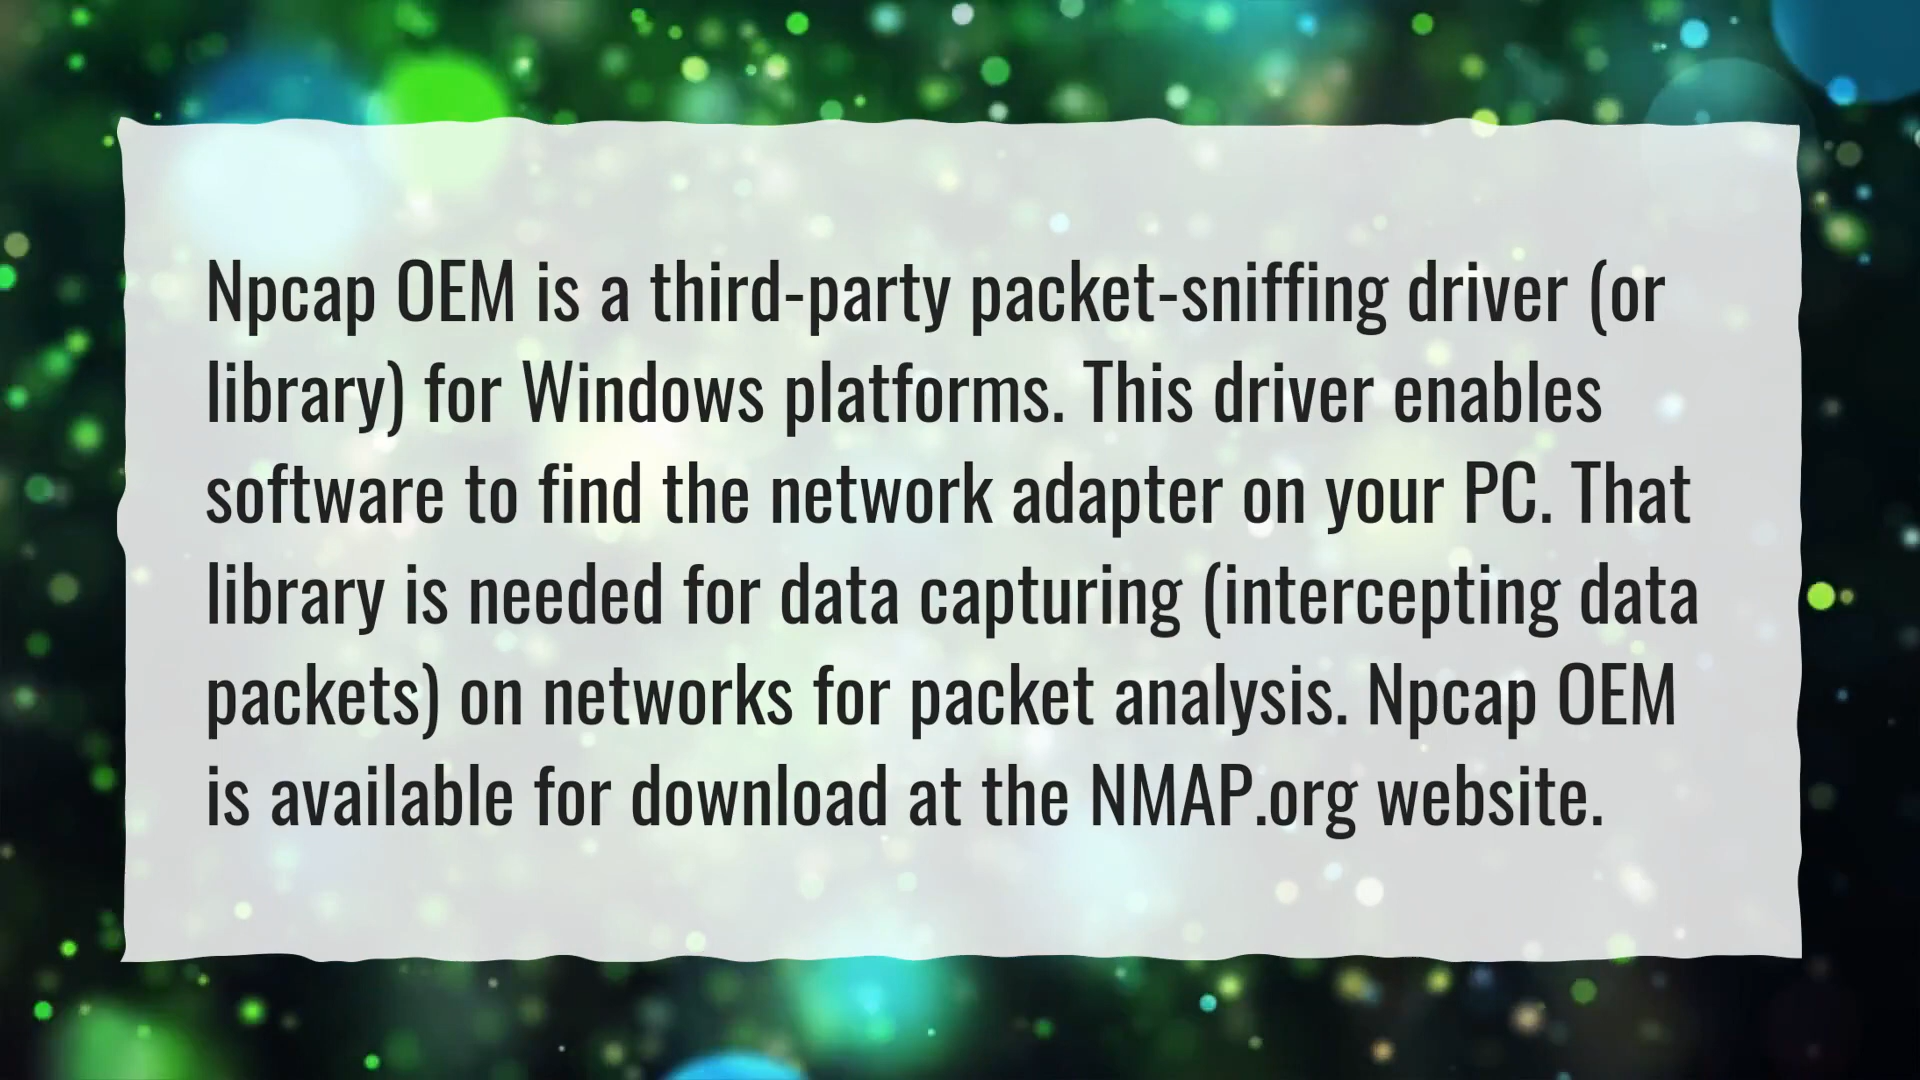 Npcap OEM is a third-party packet-sniffing driver (or
library) for Windows platforms. This driver enables
software to find the network adapter on your PC. That
library is needed for data capturing (intercepting data
packets) on networks for packet analysis. Npcap OEM
is available for download at the NMAP.org website.